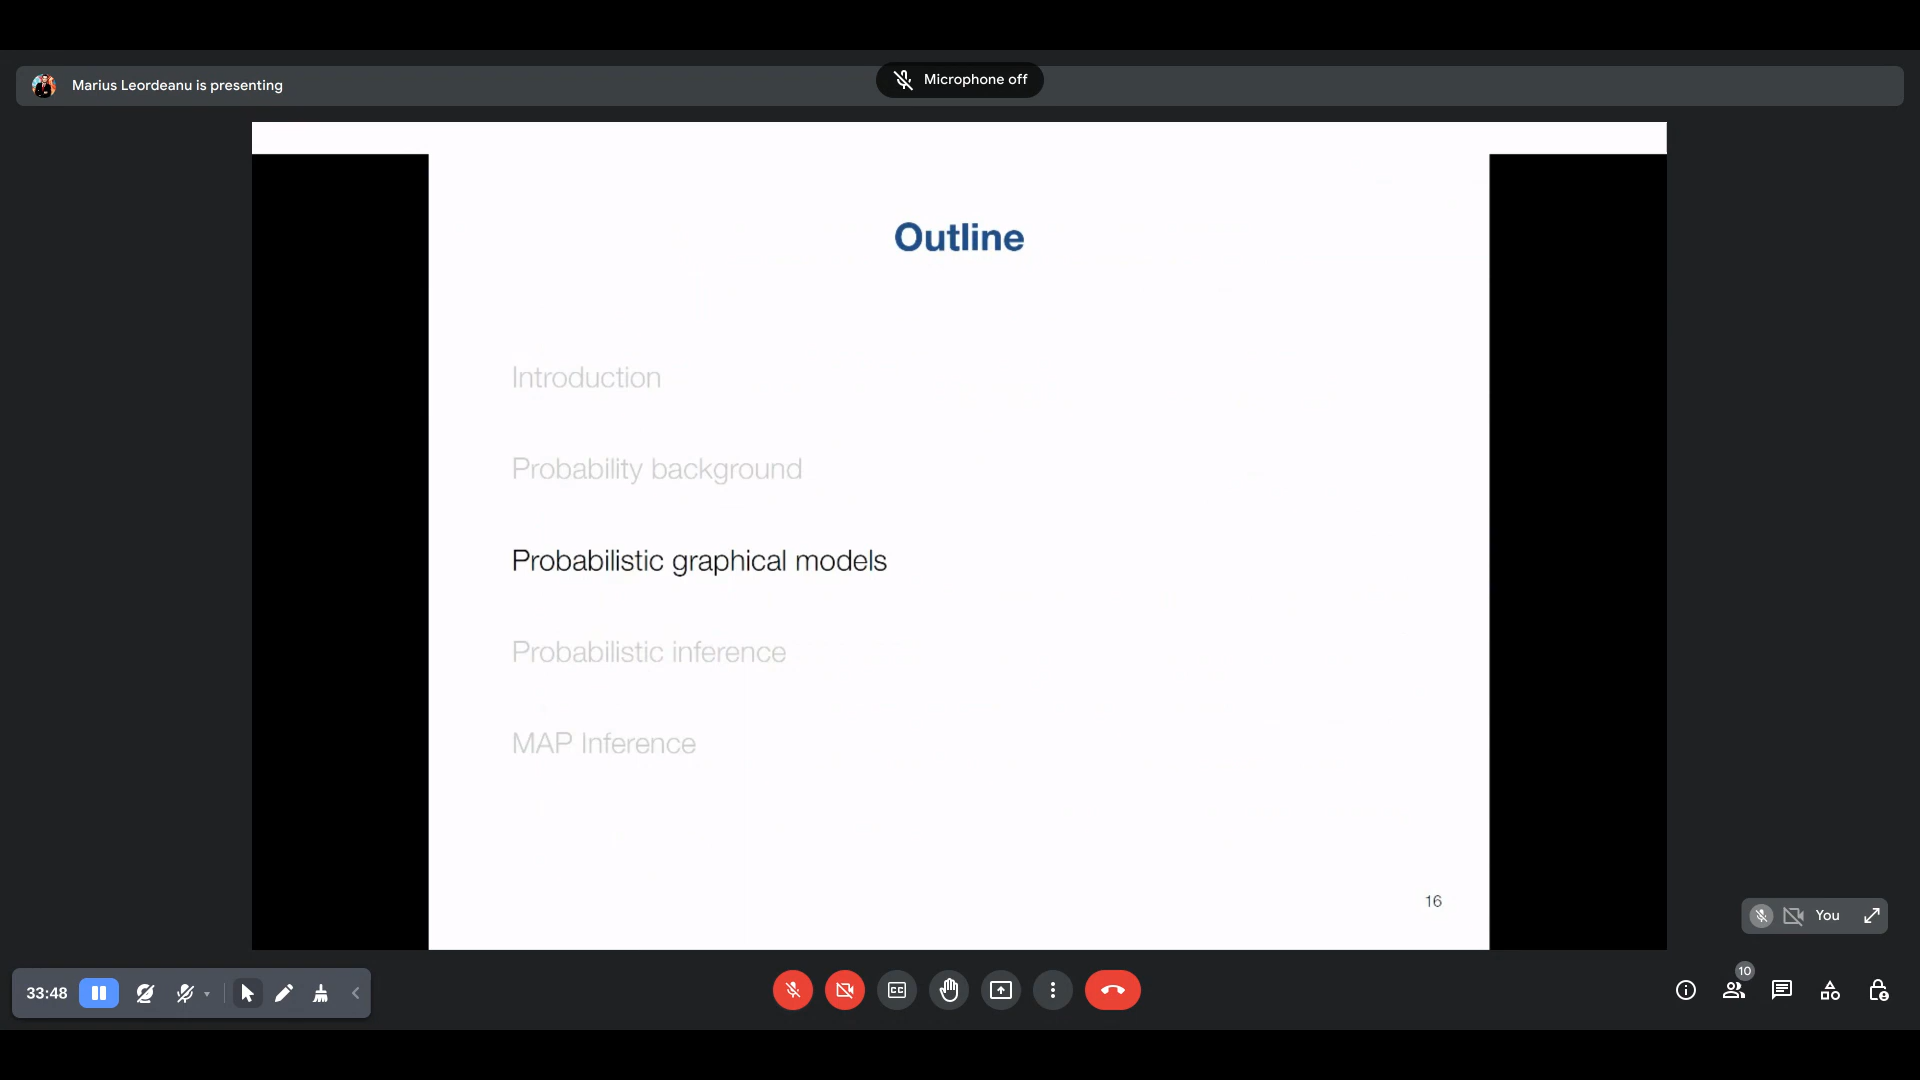 Marius Leordeanu is presenting
Microphone off
Outline
Introduction
Probability background
Probabilistic graphical models
Probabilistic inference
MAP Inference
16
You
33:48
CC
10